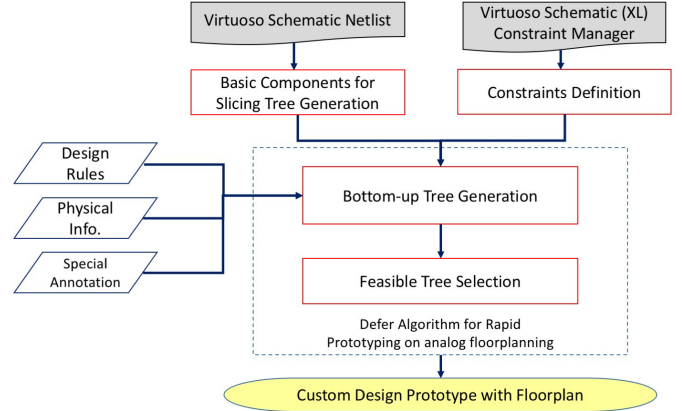 Virtuoso Schematic Netlist
Virtuoso Schematic (XL)
Constraint Manager
Basic Components for
Slicing Tree Generation
Constraints Definition
Design
Rules
Physical
Info.
Special
Annotation
Bottom-up Tree Generation
Feasible Tree Selection
Defer Algorithm for Rapid
Prototyping on analog floorplanning
Custom Design Prototype with Floorplan